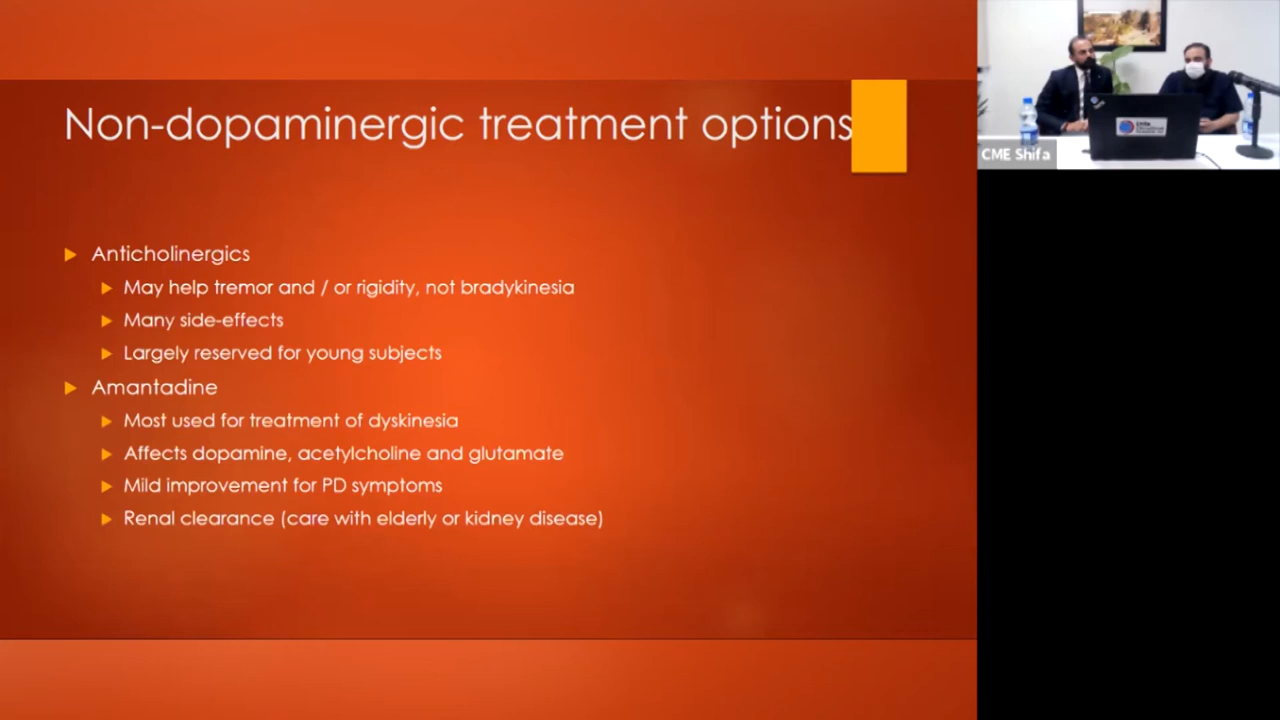 Non-dopaminergic treatment options
Anticholinergics
May help tremor and / or rigidity, not bradykinesia
Many side-effects
Largely reserved for young subjects
Amantadine
Most used for treatment of dyskinesia
Affects dopamine, acetylcholine and glutamate
Mild improvement for PD symptoms
Renal clearance (care with elderly or kidney disease)
CME Shifa